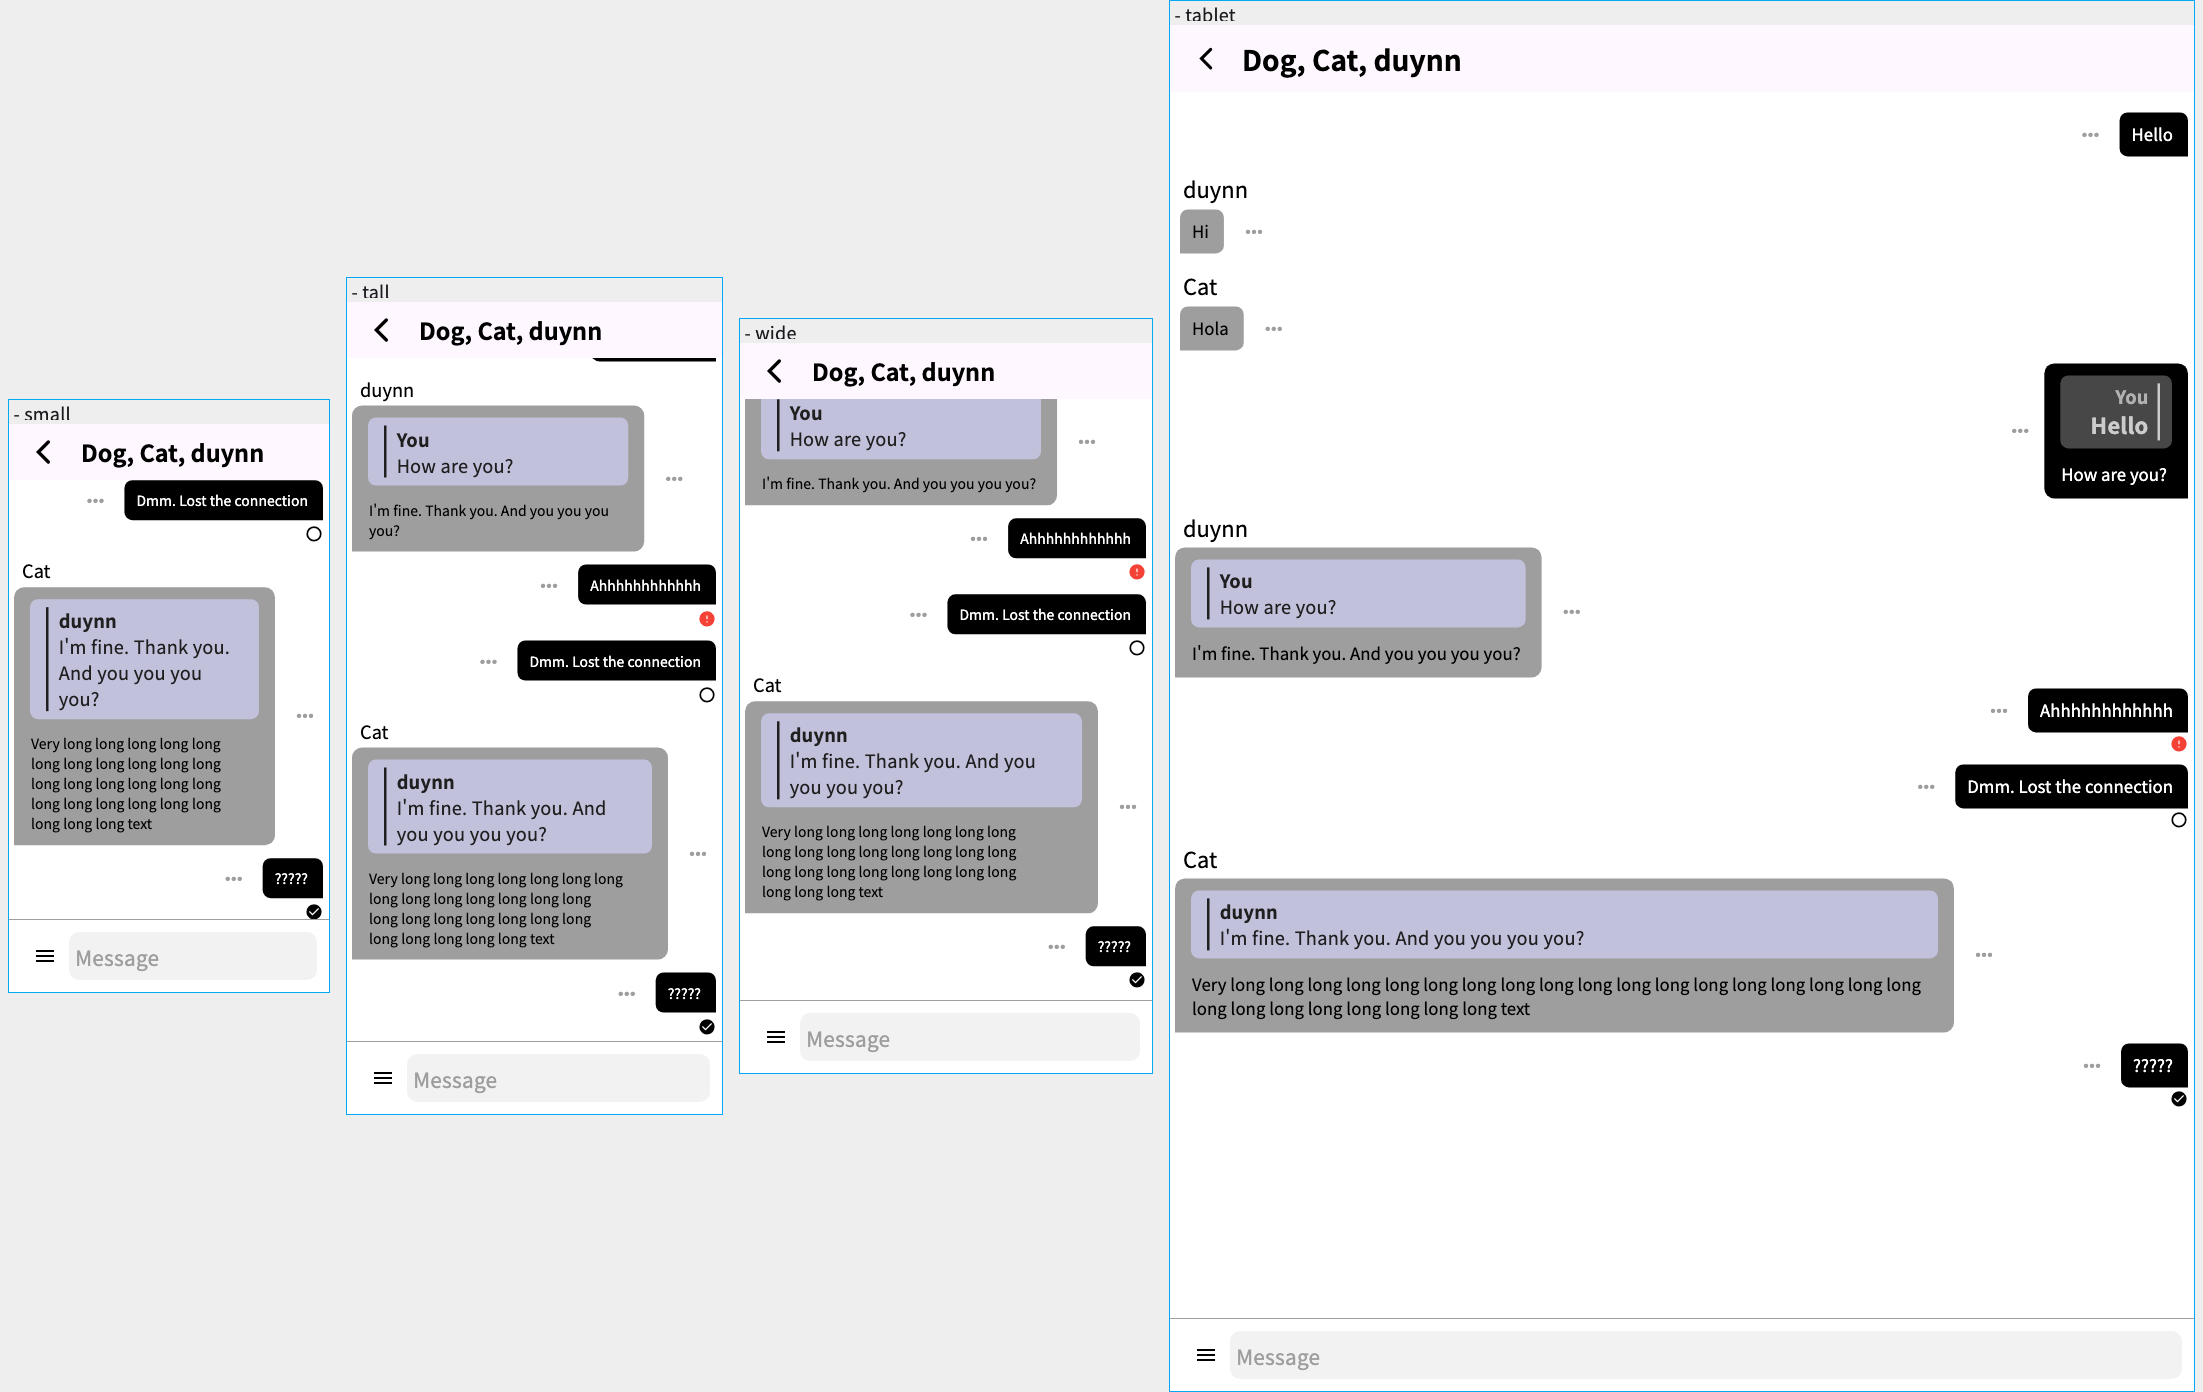 - small
Dog, Cat, duynn
Dmm. Lost the connection
Cat
duynn
I'm fine. Thank you.
And you you you
you?
Very long long long long long
long long long long long long
long long long long long long
long long long long long long
long long long text
?????
Message
- tall
Dog, Cat, duynn
duynn
You
How are you?
I'm fine. Thank you. And you you you
you?
Ahhhhhhhhhhhh
Dmm. Lost the connection
Cat
duynn
I'm fine. Thank you. And
you you you you?
Very long long long long long long long
long long long long long long long
long long long long long long long
long long long long long text
?????
Message
- wide
Dog, Cat, duynn
You
How are you?
I'm fine. Thank you. And you you you you?
Ahhhhhhhhhhhh
Dmm. Lost the connection
Cat
duynn
I'm fine. Thank you. And you
you you you?
Very long long long long long long long
long long long long long long long long
long long long long long long long long
long long long text
?????
Message
- tablet
Dog, Cat, duynn
Hello
duynn
Hi
Cat
Hola
You
Hello
How are you?
duynn
You
How are you?
I'm fine. Thank you. And you you you you?
Ahhhhhhhhhhhh
Dmm. Lost the connection
Cat
duynn
I'm fine. Thank you. And you you you you?
Very long long long long long long long long long long long long long long long long long long
long long long long long long long long text
?????
Message